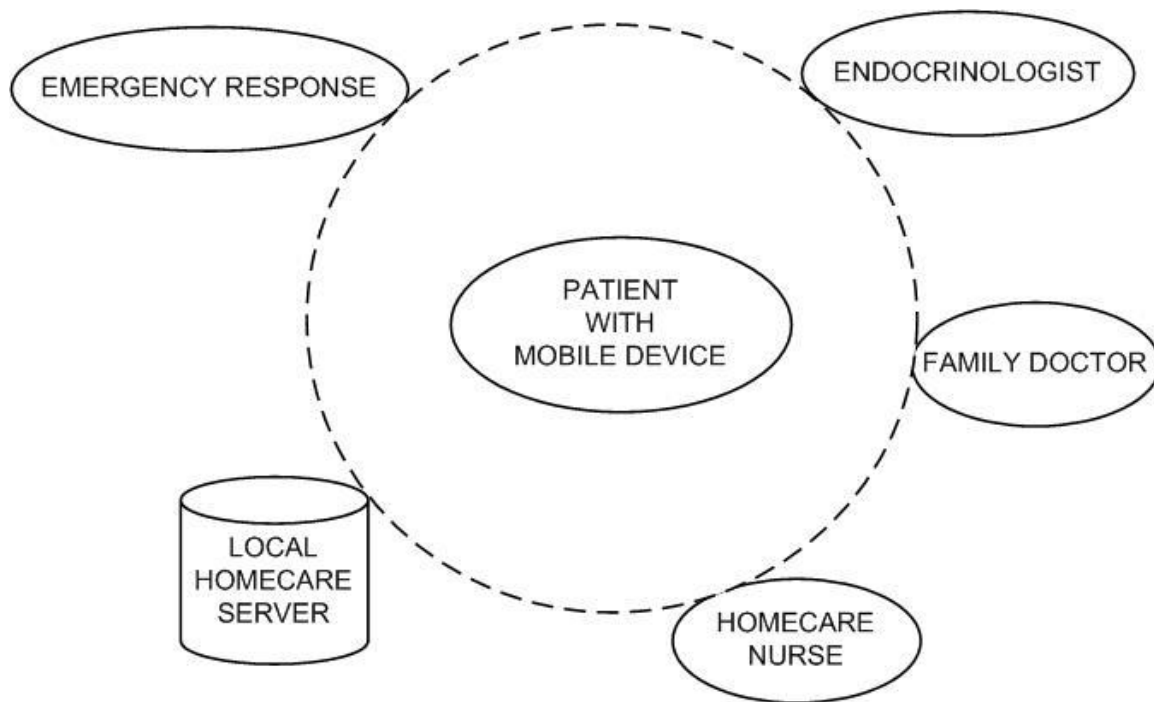 EMERGENCY RESPONSE
ENDOCRINOLOGIST
PATIENT
WITH
MOBILE DEVICE
FAMILY DOCTOR
LOCAL
HOMECARE
SERVER
HOMECARE
NURSE